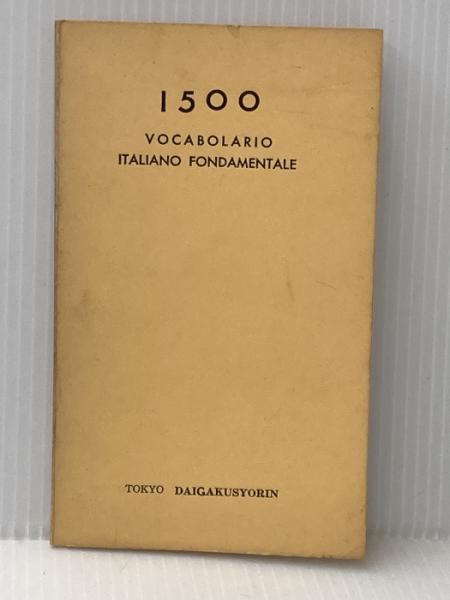 1500
VOCABOLARIO
ITALIANO FONDAMENTALE
TOKYO DAIGAKUSYORIN